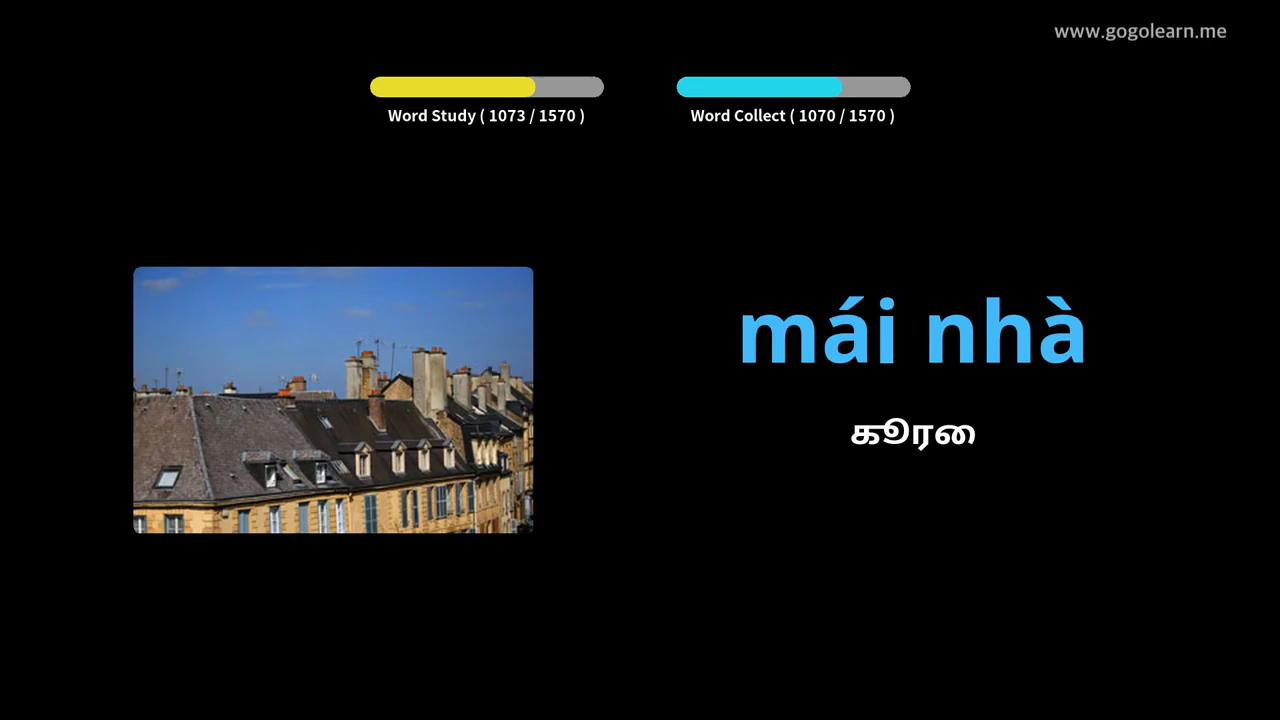 www.gogolearn.me
Word Study ( 1073 / 1570 )
Word Collect ( 1070 / 1570 )
mái nhà
கூரை